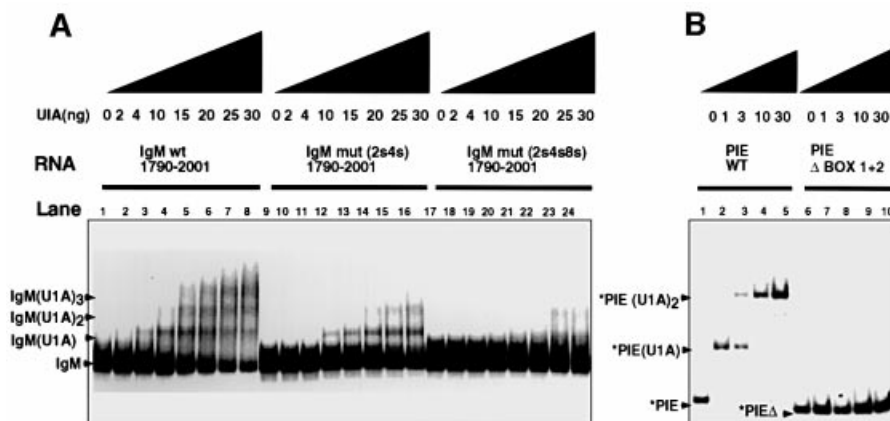 A
B
UIA(ng) 0 2 4 10 15 20 25 30 0 2 4 10 15 20 25 30 0 2 4 10 15 20 25 30
0 1 3 10 30 0 1 3 10 30
RNA
IgM wt
1790-2001
IgM mut (2s4s)
1790-2001
IgM mut (2s4s8s)
1790-2001
PIE
WT
PIE
Δ BOX 1+2
Lane
1 2 3 4 5 6 7 8 9 10 11 12 13 14 15 16 17 18 19 20 21 22 23 24
1 2 3 4 5 6 7 8 9 10
IgM(U1A)3
IgM(U1A)2
IgM(U1A)
IgM
*PIE (U1A)2
*PIE(U1A)
*PIE
*PIEΔ